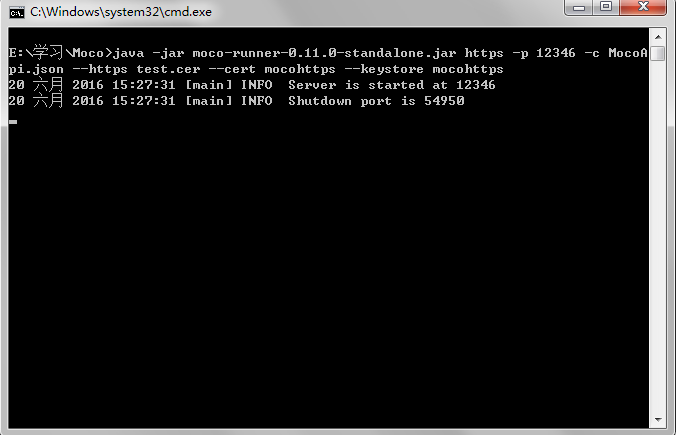 C:\Windows\system32\cmd.exe
E:\学习\Moco>java -jar moco-runner-0.11.0-standalone.jar https -p 12346 -c MocoA
pi.json --https test.cer --cert mocohttps --keystore mocohttps
20 六月 2016 15:27:31 [main] INFO  Server is started at 12346
20 六月 2016 15:27:31 [main] INFO  Shutdown port is 54950